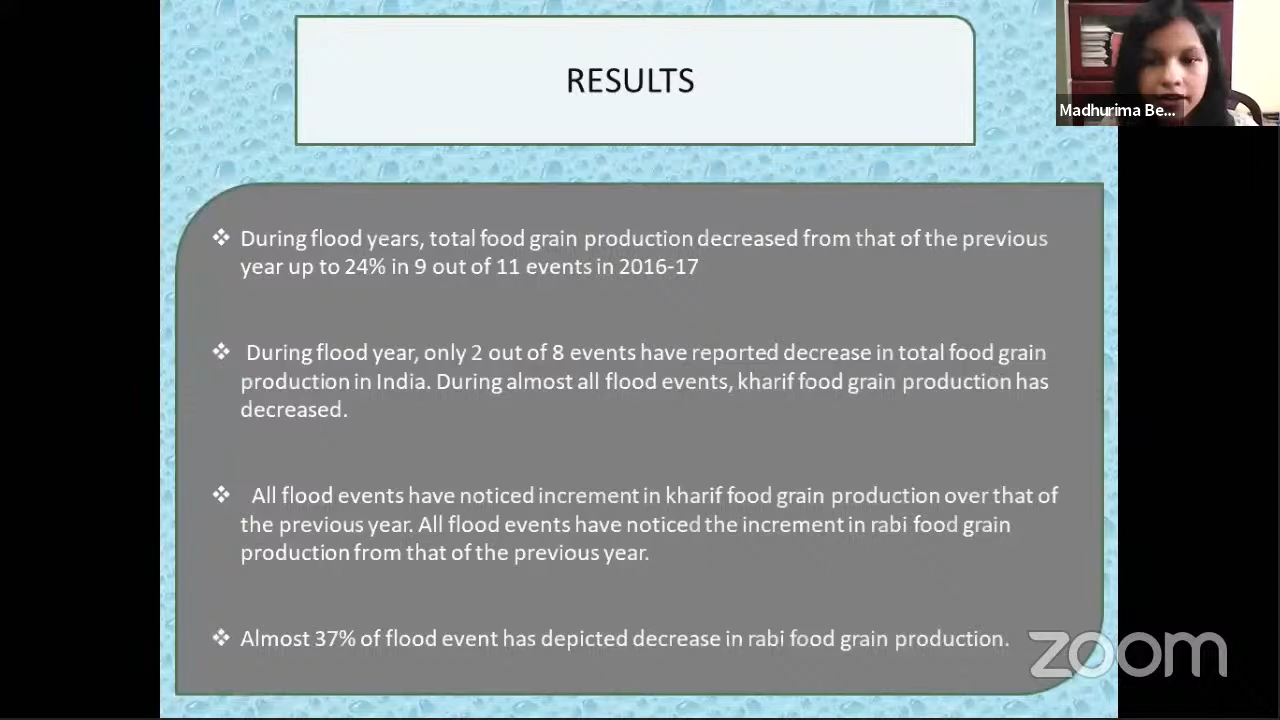 RESULTS
Madhurima Be...
❖ During flood years, total food grain production decreased from that of the previous
year up to 24% in 9 out of 11 events in 2016-17
❖ During flood year, only 2 out of 8 events have reported decrease in total food grain
production in India. During almost all flood events, kharif food grain production has
decreased.
❖ All flood events have noticed increment in kharif food grain production over that of
the previous year. All flood events have noticed the increment in rabi food grain
production from that of the previous year.
❖ Almost 37% of flood event has depicted decrease in rabi food grain production.
zoom